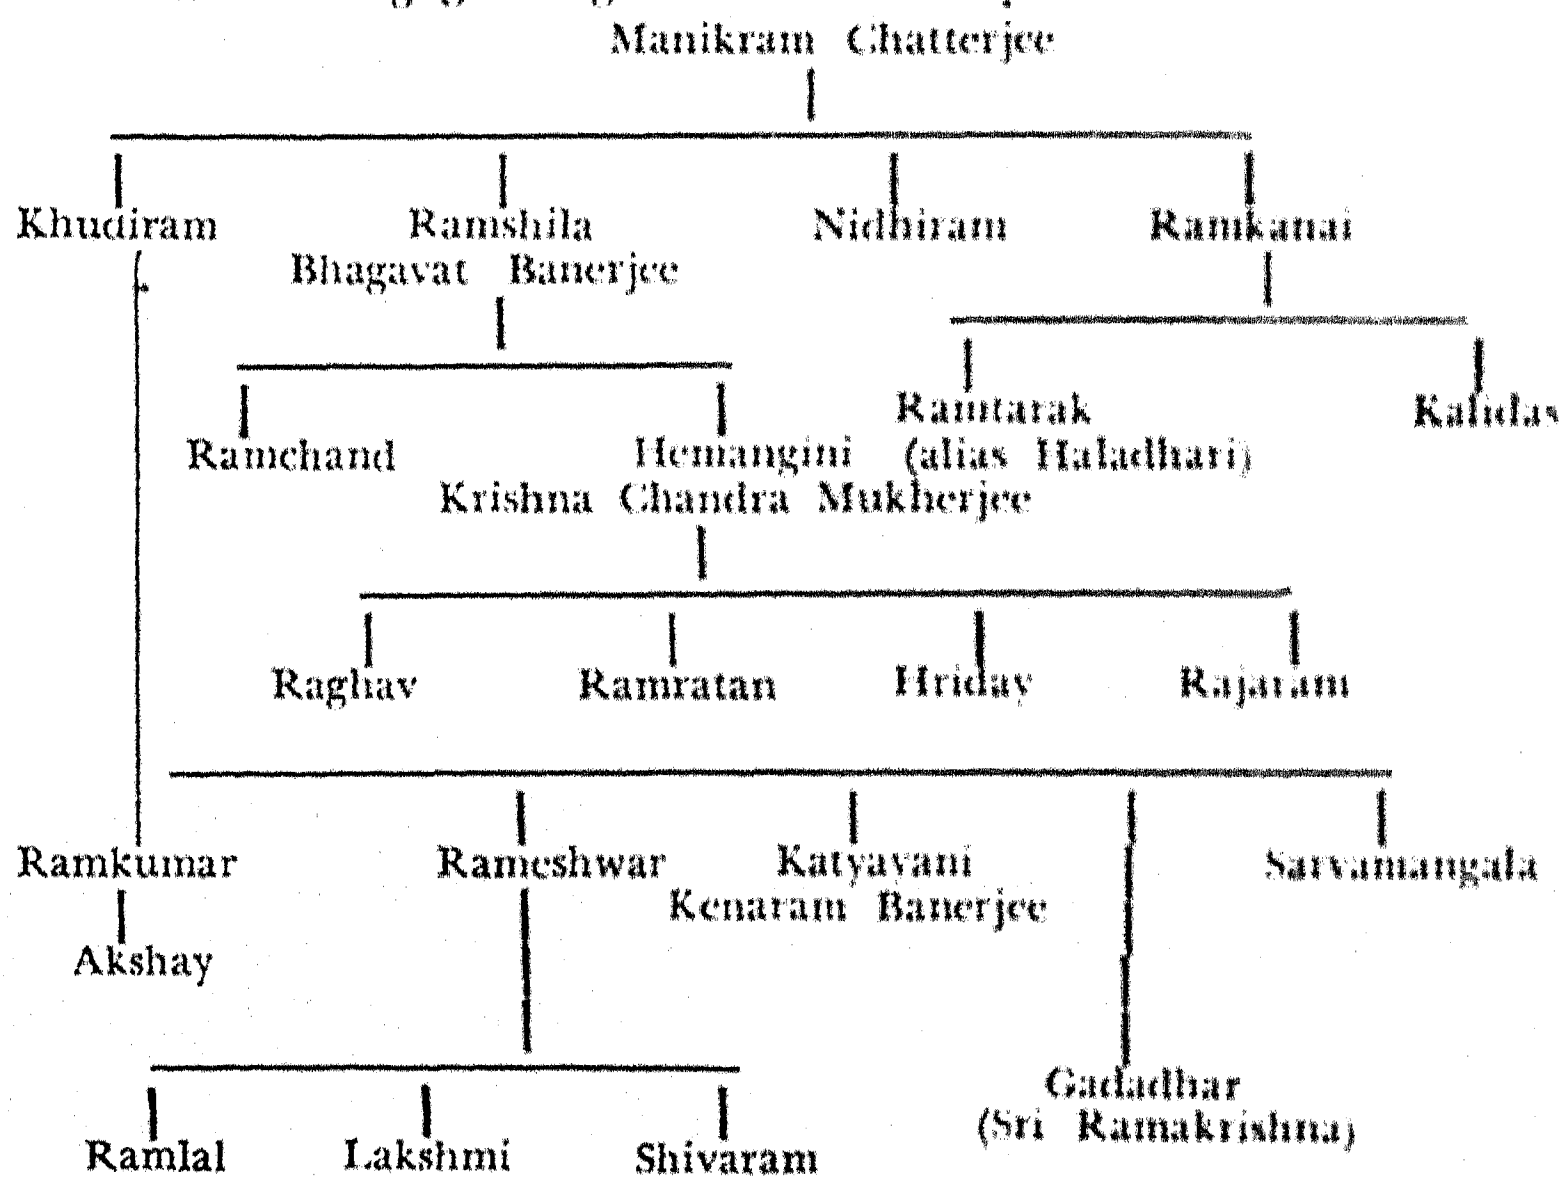 Manikram Chatterjee
Khudiram Ramshila Nidhiram Ramkanai
Bhagavat Banerjee
Ramtarak Kalidas
Ramchand Hemangini (alias Haladhari)
Krishna Chandra Mukherjee
Raghav Ramratan Hriday Rajaram
Ramkumar Rameshwar Katyayani Sarvamangala
Kenaram Banerjee
Akshay
Gadadhar
(Sri Ramakrishna)
Ramlal Lakshmi Shivaram